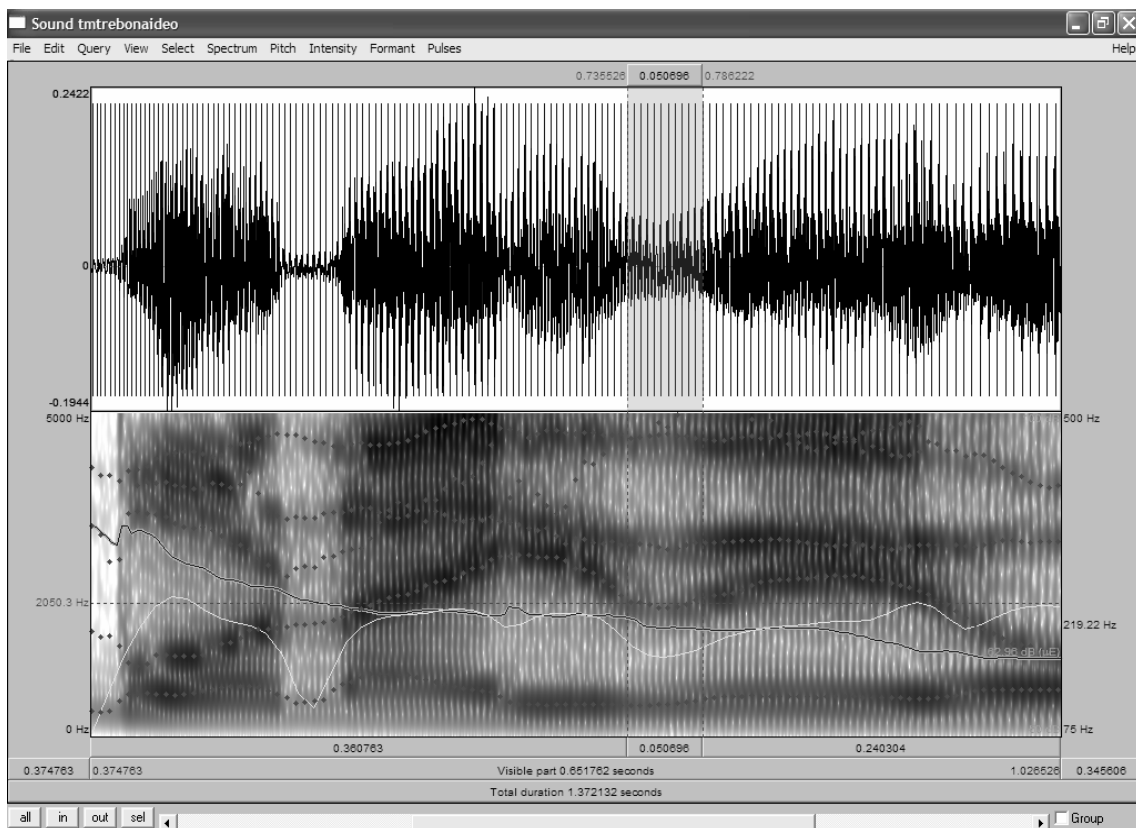 Sound tmtrebonaideo
File Edit Query View Select Spectrum Pitch Intensity Formant Pulses Help
0.735526 0.050696 0.786222
0.2422
0
-0.1944
5000 Hz 500 Hz
2050.3 Hz 219.22 Hz
62.96 dB (µE)
0 Hz 75 Hz
0.360763 0.050696 0.240304
0.374763 0.374763 Visible part 0.651762 seconds 1.026526 0.345606
Total duration 1.372132 seconds
all in out sel Group